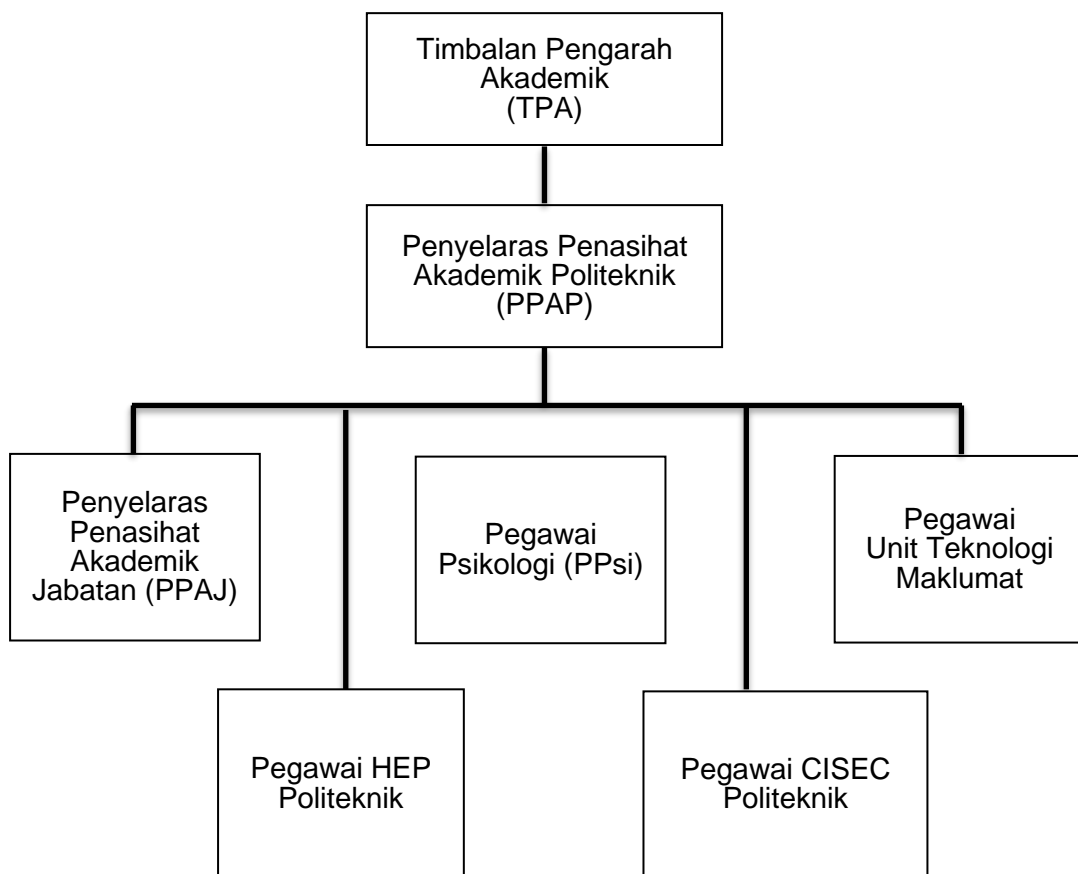 Timbalan Pengarah
Akademik
(TPA)
Penyelaras Penasihat
Akademik Politeknik
(PPAP)
Penyelaras
Penasihat
Akademik
Jabatan (PPAJ)
Pegawai
Psikologi (PPsi)
Pegawai
Unit Teknologi
Maklumat
Pegawai HEP
Politeknik
Pegawai CISEC
Politeknik